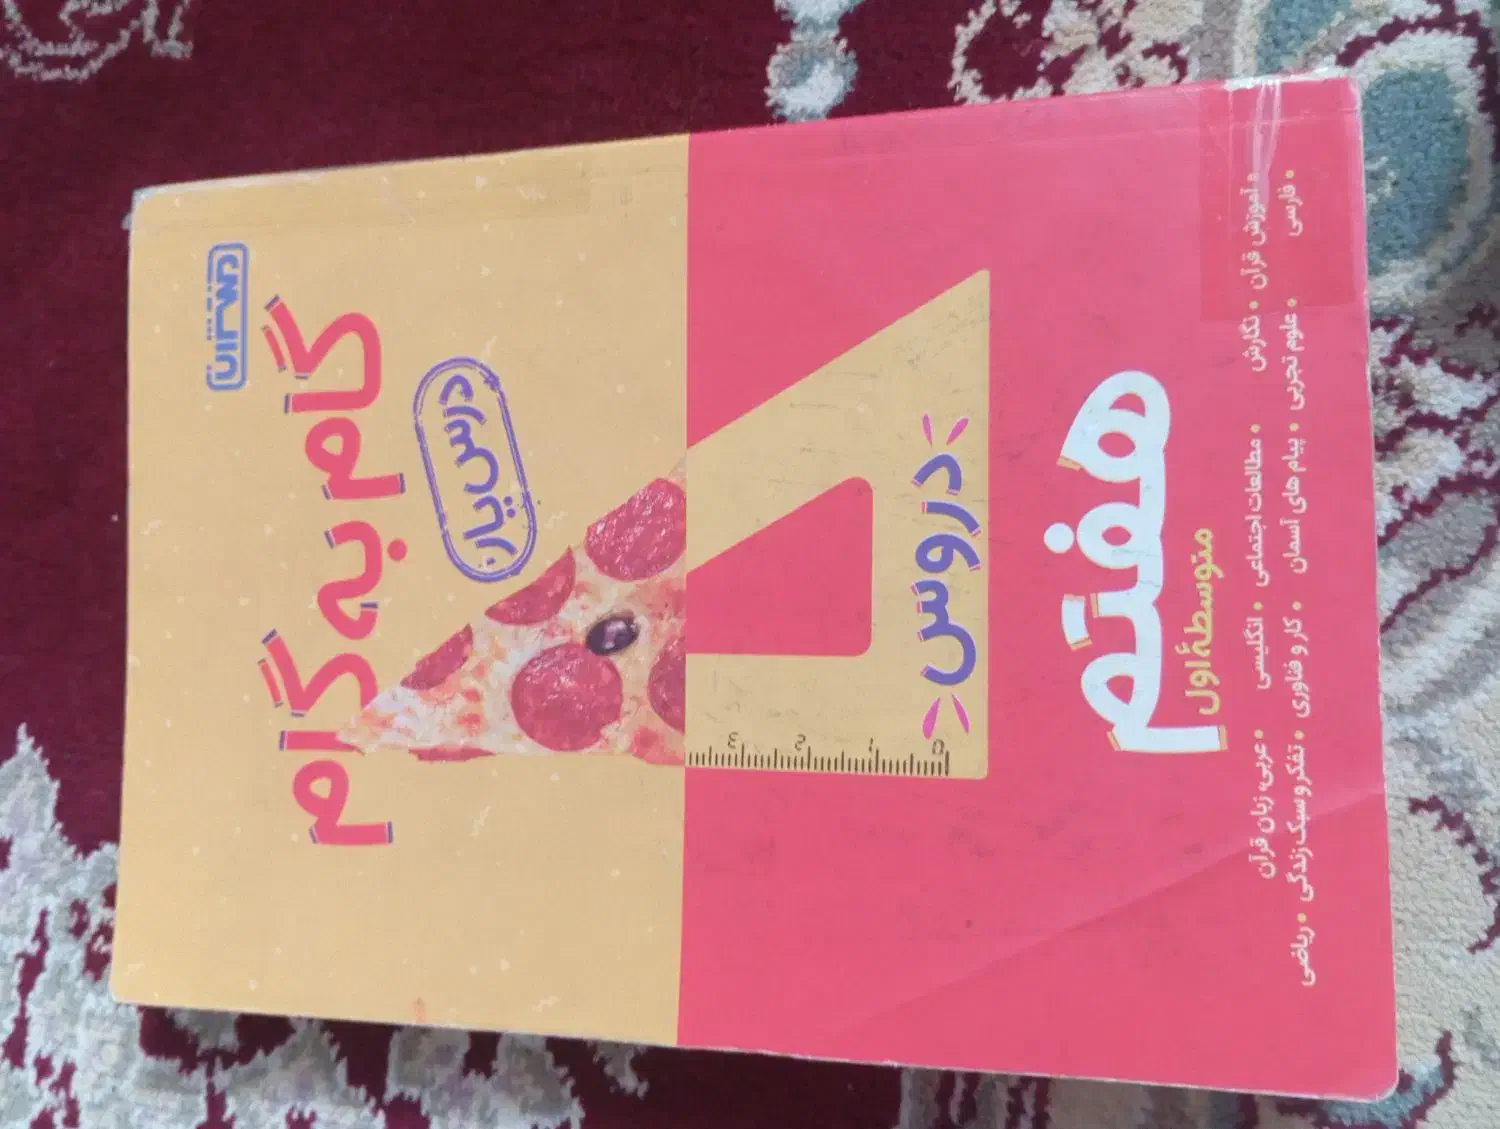 منتشران
گام به گام
درس یار
دروس
هفتم
متوسطهٔ اول
• آموزش قرآن • نگارش • مطالعات اجتماعی • انگلیسی • عربی، زبان قرآن
• فارسی • علوم تجربی • پیام های آسمان • کار و فناوری • تفکر و سبک زندگی • ریاضی